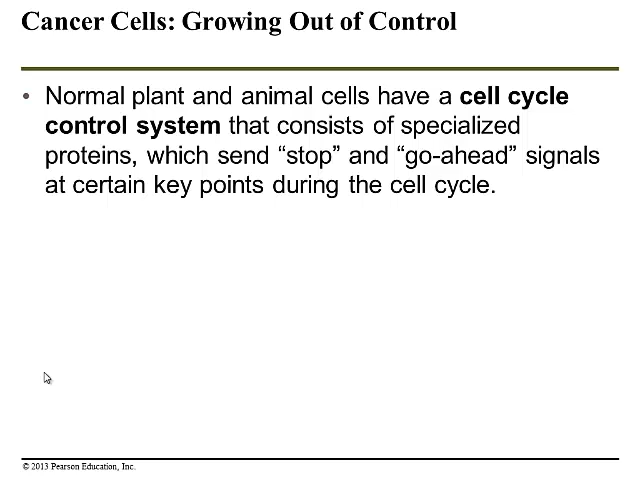 Cancer Cells: Growing Out of Control
• Normal plant and animal cells have a cell cycle
control system that consists of specialized
proteins, which send “stop” and “go-ahead” signals
at certain key points during the cell cycle.
© 2013 Pearson Education, Inc.